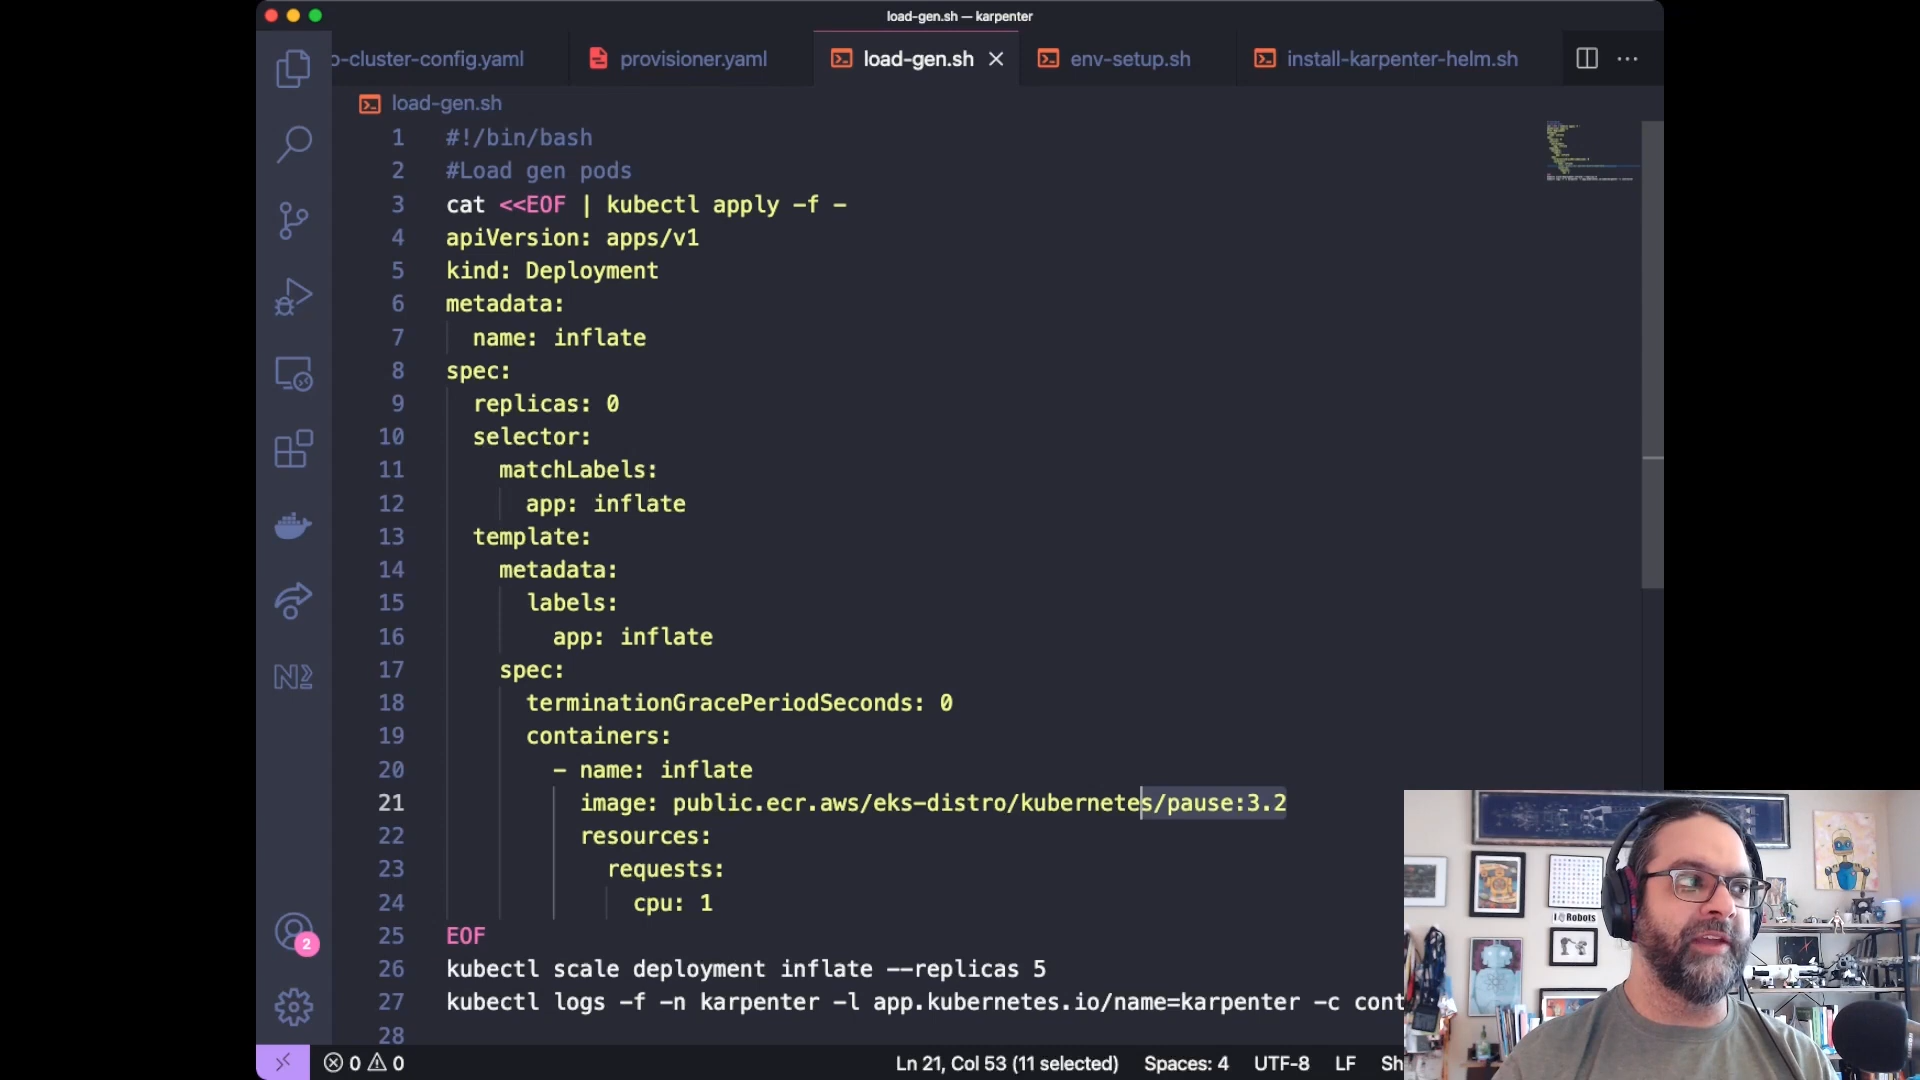 load-gen.sh — karpenter
o-cluster-config.yaml
provisioner.yaml
load-gen.sh
env-setup.sh
install-karpenter-helm.sh
load-gen.sh
1 #!/bin/bash
2 #Load gen pods
3 cat <<EOF | kubectl apply -f -
4 apiVersion: apps/v1
5 kind: Deployment
6 metadata:
7 name: inflate
8 spec:
9 replicas: 0
10 selector:
11 matchLabels:
12 app: inflate
13 template:
14 metadata:
15 labels:
16 app: inflate
17 spec:
18 terminationGracePeriodSeconds: 0
19 containers:
20 - name: inflate
21 image: public.ecr.aws/eks-distro/kubernetes/pause:3.2
22 resources:
23 requests:
24 cpu: 1
25 EOF
26 kubectl scale deployment inflate --replicas 5
27 kubectl logs -f -n karpenter -l app.kubernetes.io/name=karpenter -c cont
28
2
0 0
Ln 21, Col 53 (11 selected)
Spaces: 4
UTF-8
LF
Sh
I Robots